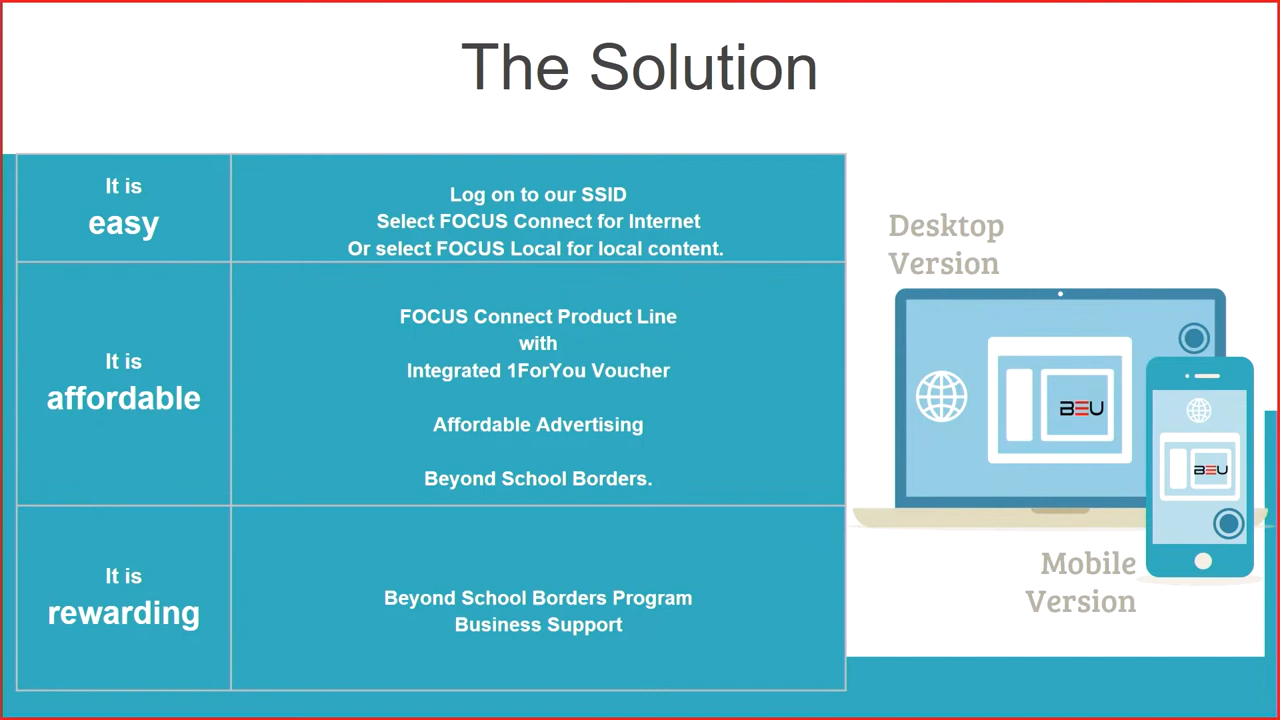 The Solution
It is
easy
Log on to our SSID
Select FOCUS Connect for Internet
Or select FOCUS Local for local content.
It is
affordable
FOCUS Connect Product Line
with
Integrated 1ForYou Voucher
Affordable Advertising
Beyond School Borders.
It is
rewarding
Beyond School Borders Program
Business Support
Desktop
Version
BEU
BEU
Mobile
Version